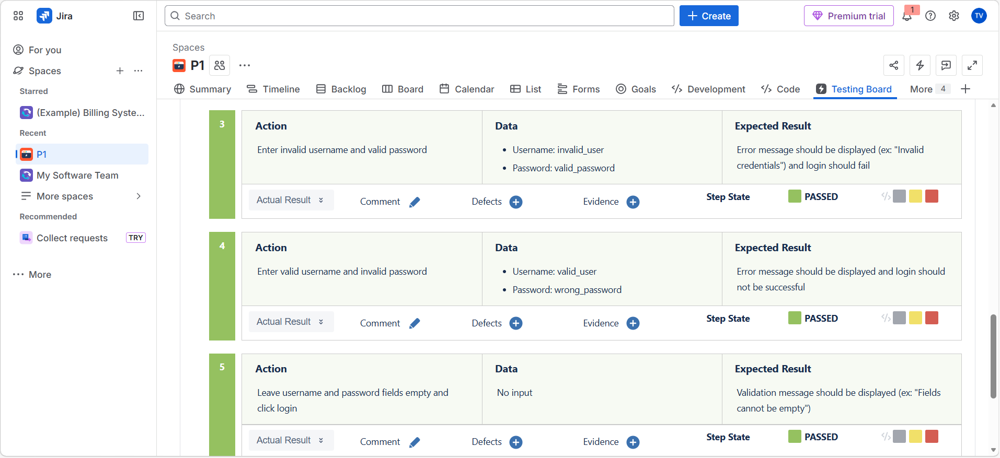 Jira
Search
Create
Premium trial
1
TV
For you
Spaces
Starred
(Example) Billing Syste...
Recent
P1
My Software Team
More spaces
Recommended
Collect requests
TRY
More
Spaces
P1
Summary
Timeline
Backlog
Board
Calendar
List
Forms
Goals
Development
Code
Testing Board
More 4
3
Action
Data
Expected Result
Enter invalid username and valid password
• Username: invalid_user
• Password: valid_password
Error message should be displayed (ex: "Invalid
credentials") and login should fail
Actual Result
Comment
Defects
Evidence
Step State
PASSED
4
Action
Data
Expected Result
Enter valid username and invalid password
• Username: valid_user
• Password: wrong_password
Error message should be displayed and login should
not be successful
Actual Result
Comment
Defects
Evidence
Step State
PASSED
5
Action
Data
Expected Result
Leave username and password fields empty and
click login
No input
Validation message should be displayed (ex: "Fields
cannot be empty")
Actual Result
Comment
Defects
Evidence
Step State
PASSED